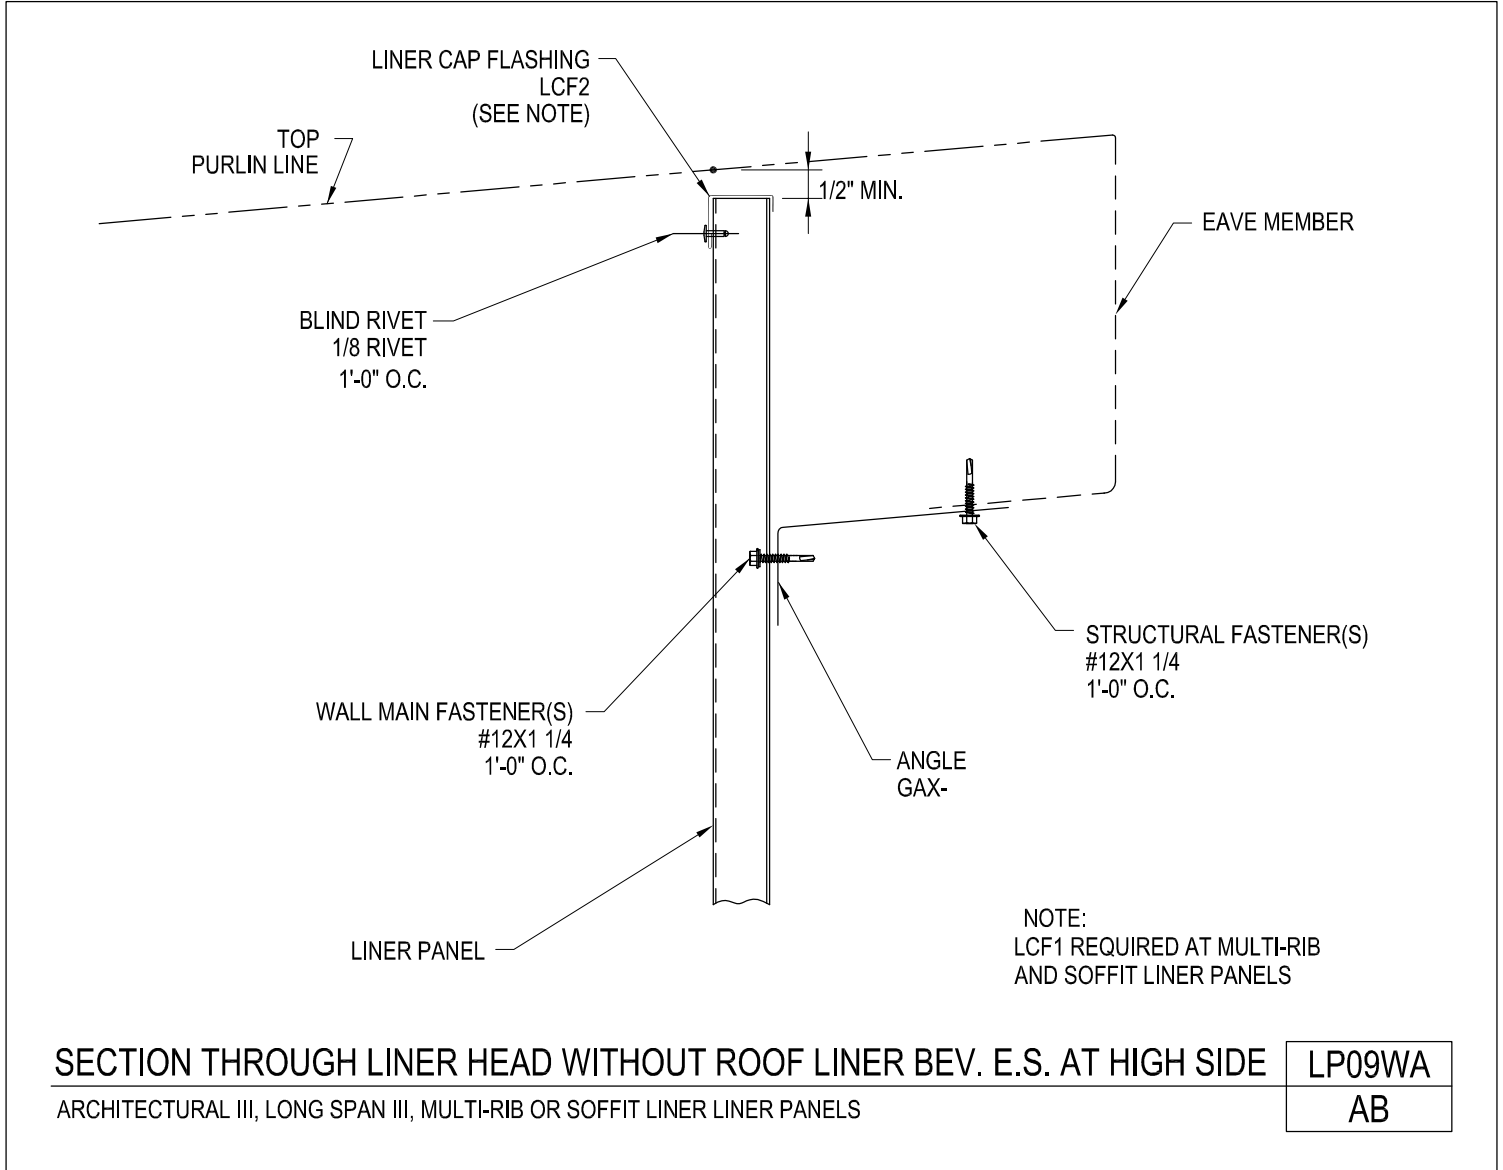 LINER CAP FLASHING
LCF2
(SEE NOTE)
TOP
PURLIN LINE
1/2" MIN.
EAVE MEMBER
BLIND RIVET
1/8 RIVET
1'-0" O.C.
STRUCTURAL FASTENER(S)
#12X1 1/4
1'-0" O.C.
WALL MAIN FASTENER(S)
#12X1 1/4
1'-0" O.C.
ANGLE
GAX-
LINER PANEL
NOTE:
LCF1 REQUIRED AT MULTI-RIB
AND SOFFIT LINER PANELS
SECTION THROUGH LINER HEAD WITHOUT ROOF LINER BEV. E.S. AT HIGH SIDE
LP09WA
ARCHITECTURAL III, LONG SPAN III, MULTI-RIB OR SOFFIT LINER LINER PANELS
AB